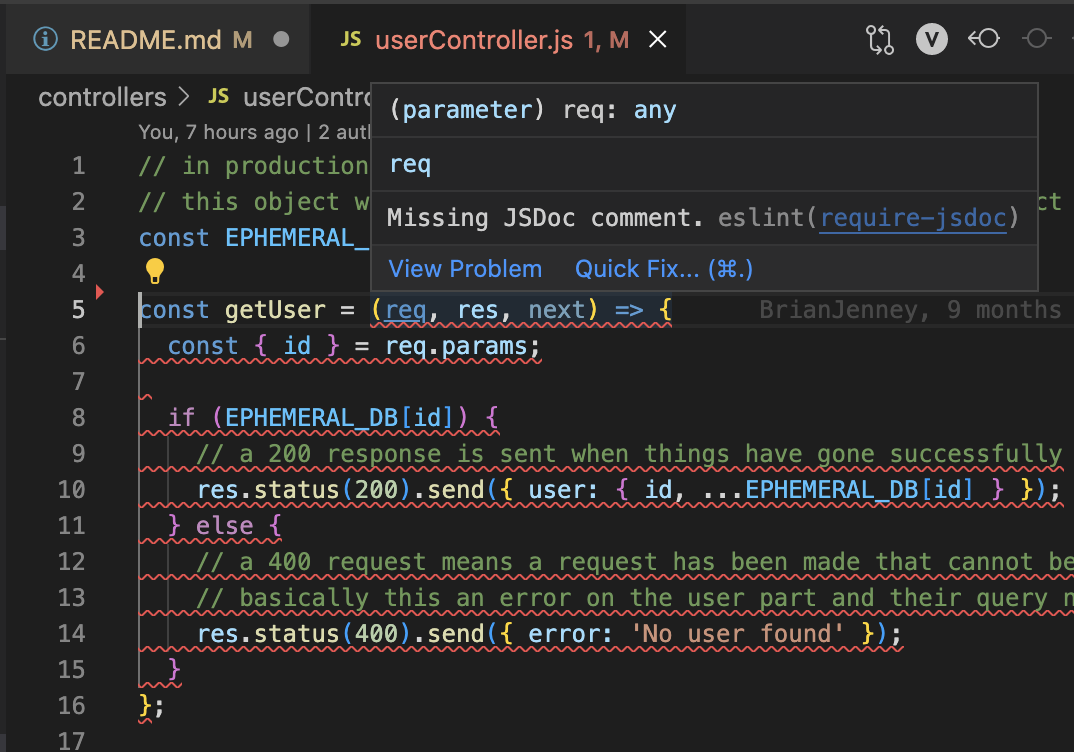 README.md M
JS userController.js 1, M
V
controllers > JS
You, 7 hours ago | 2
(parameter) req: any
req
Missing JSDoc comment. eslint(require-jsdoc)
View Problem Quick Fix... (⌘.)
1 // in production
2 // this object
3 const EPHEMERAL_
4
5 const getUser = (req, res, next) => { BrianJenney, 9 months
6 const { id } = req.params;
7
8 if (EPHEMERAL_DB[id]) {
9 // a 200 response is sent when things have gone successfully
10 res.status(200).send({ user: { id, ...EPHEMERAL_DB[id] } });
11 } else {
12 // a 400 request means a request has been made that cannot be
13 // basically this an error on the user part and their query
14 res.status(400).send({ error: 'No user found' });
15 }
16 };
17